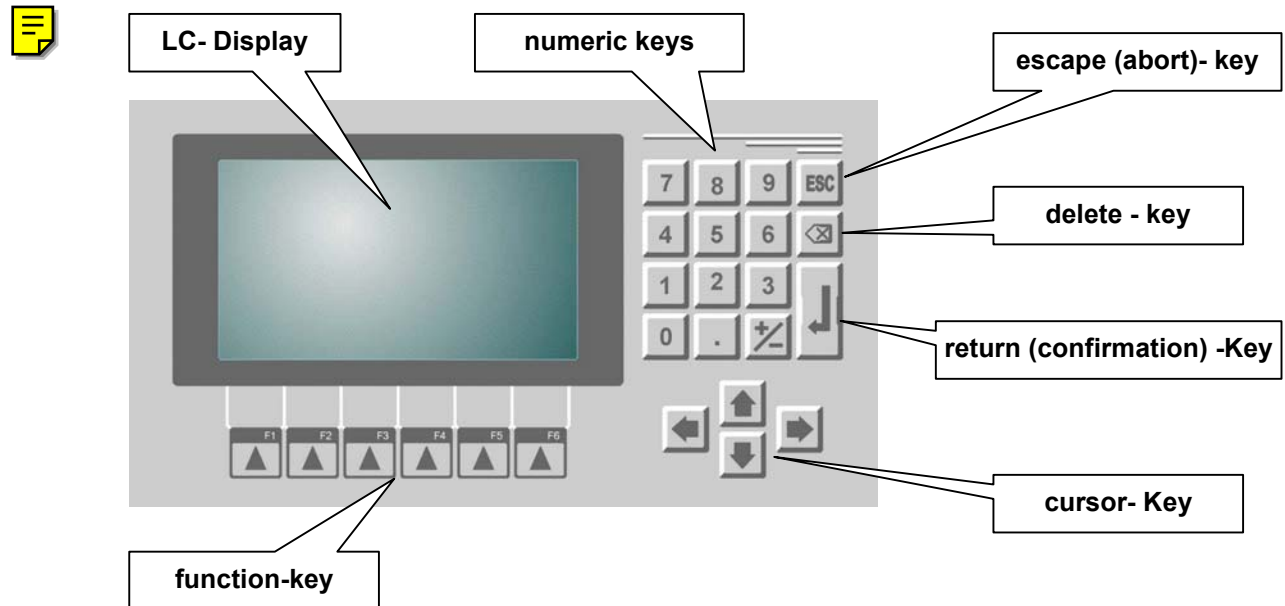 LC- Display
numeric keys
escape (abort)- key
7 8 9 ESC
delete - key
4 5 6
1 2 3
0 . +/−
return (confirmation) -Key
F1 F2 F3 F4 F5 F6
cursor- Key
function-key